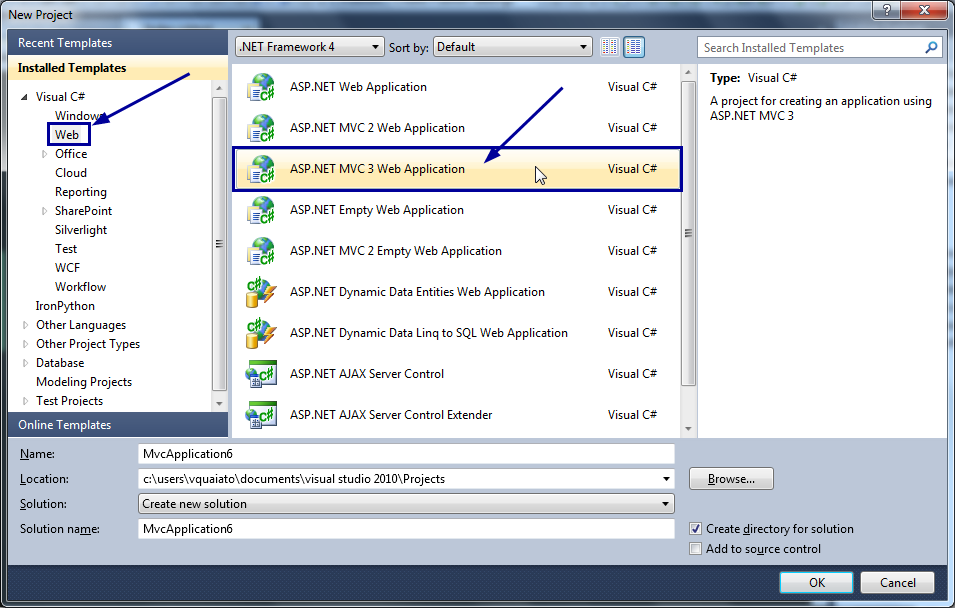 New Project
Recent Templates
Installed Templates
Visual C#
Windows
Web
Office
Cloud
Reporting
SharePoint
Silverlight
Test
WCF
Workflow
IronPython
Other Languages
Other Project Types
Database
Modeling Projects
Test Projects
Online Templates
.NET Framework 4 Sort by: Default
ASP.NET Web Application Visual C#
ASP.NET MVC 2 Web Application Visual C#
ASP.NET MVC 3 Web Application Visual C#
ASP.NET Empty Web Application Visual C#
ASP.NET MVC 2 Empty Web Application Visual C#
ASP.NET Dynamic Data Entities Web Application Visual C#
ASP.NET Dynamic Data Linq to SQL Web Application Visual C#
ASP.NET AJAX Server Control Visual C#
ASP.NET AJAX Server Control Extender Visual C#
Search Installed Templates
Type: Visual C#
A project for creating an application using
ASP.NET MVC 3
Name: MvcApplication6
Location: c:\users\vquaiato\documents\visual studio 2010\Projects Browse...
Solution: Create new solution
Solution name: MvcApplication6
Create directory for solution
Add to source control
OK Cancel